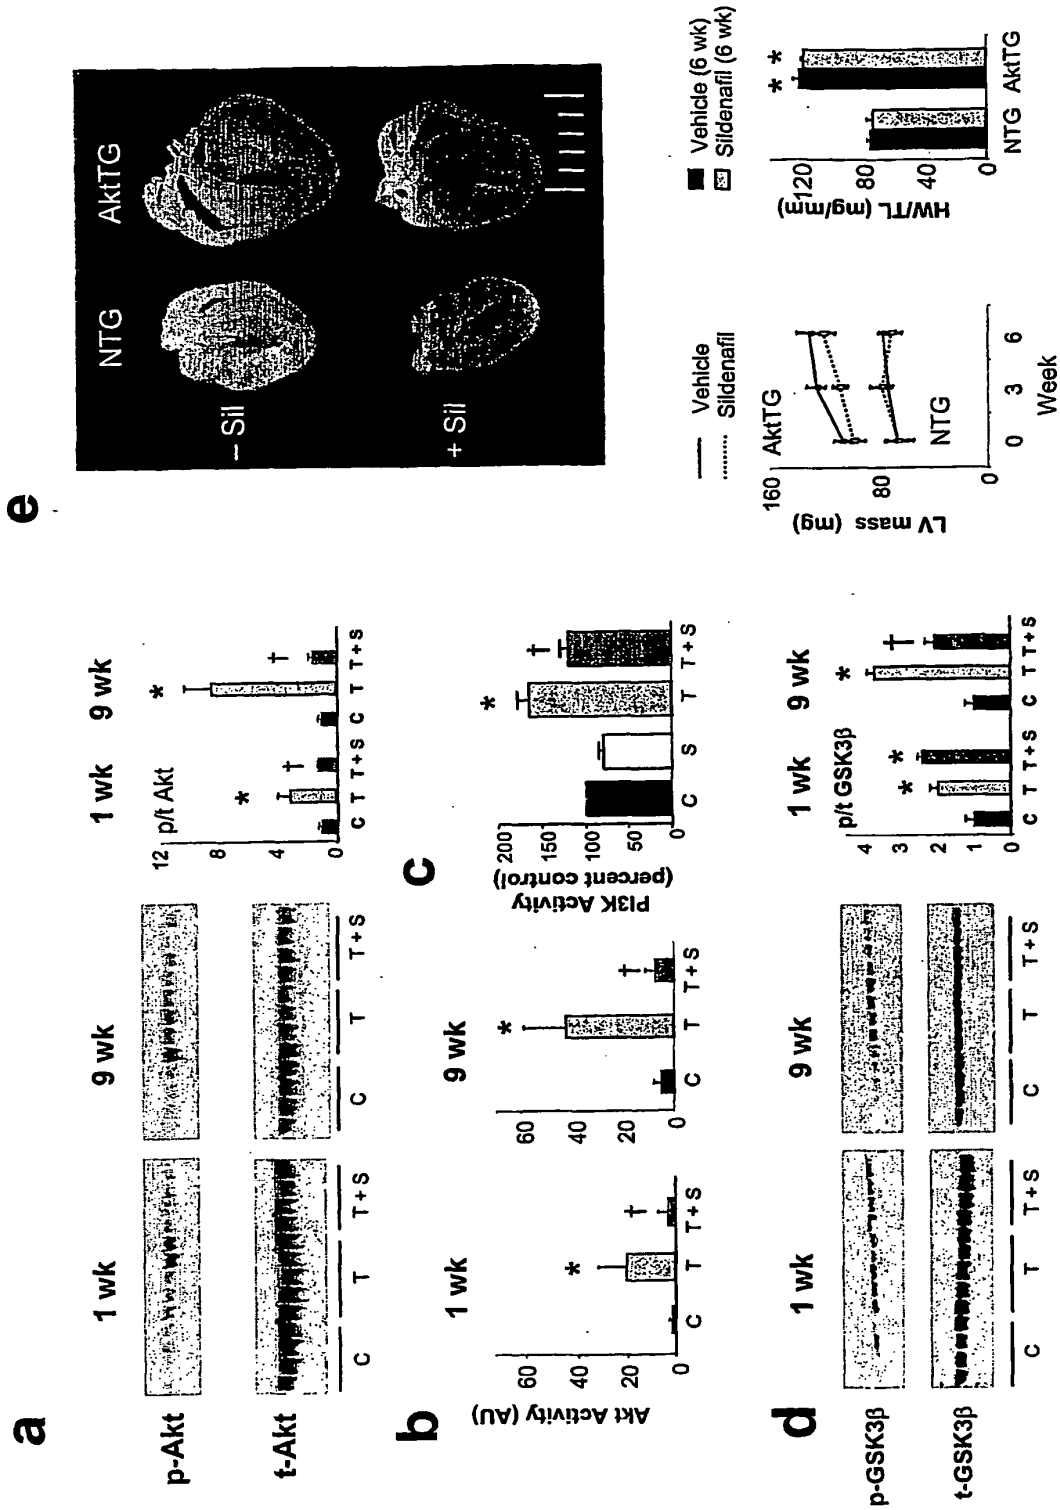 a
1 wk
9 wk
p-Akt
t-Akt
C T T+S
C T T+S
1 wk 9 wk
p/t Akt
12
8
4
0
C T T+S C T T+S
b
1 wk
9 wk
Akt Activity (AU)
60
40
20
0
C T T+S
60
40
20
0
C T T+S
* †
* †
* †
* †
c
PI3K Activity
(percent control)
200
150
100
50
0
C S T T+S
* †
d
1 wk
9 wk
p-GSK3β
t-GSK3β
C T T+S
C T T+S
1 wk 9 wk
p/t GSK3β
4
3
2
1
0
C T T+S C T T+S
* * * †
e
NTG AktTG
– Sil
+ Sil
Vehicle
Sildenafil
160
80
0
LV mass
(mg)
AktTG
NTG
0 3 6
Week
Vehicle (6 wk)
Sildenafil (6 wk)
HW/TL (mg/mm)
120
80
40
0
* *
NTG AktTG